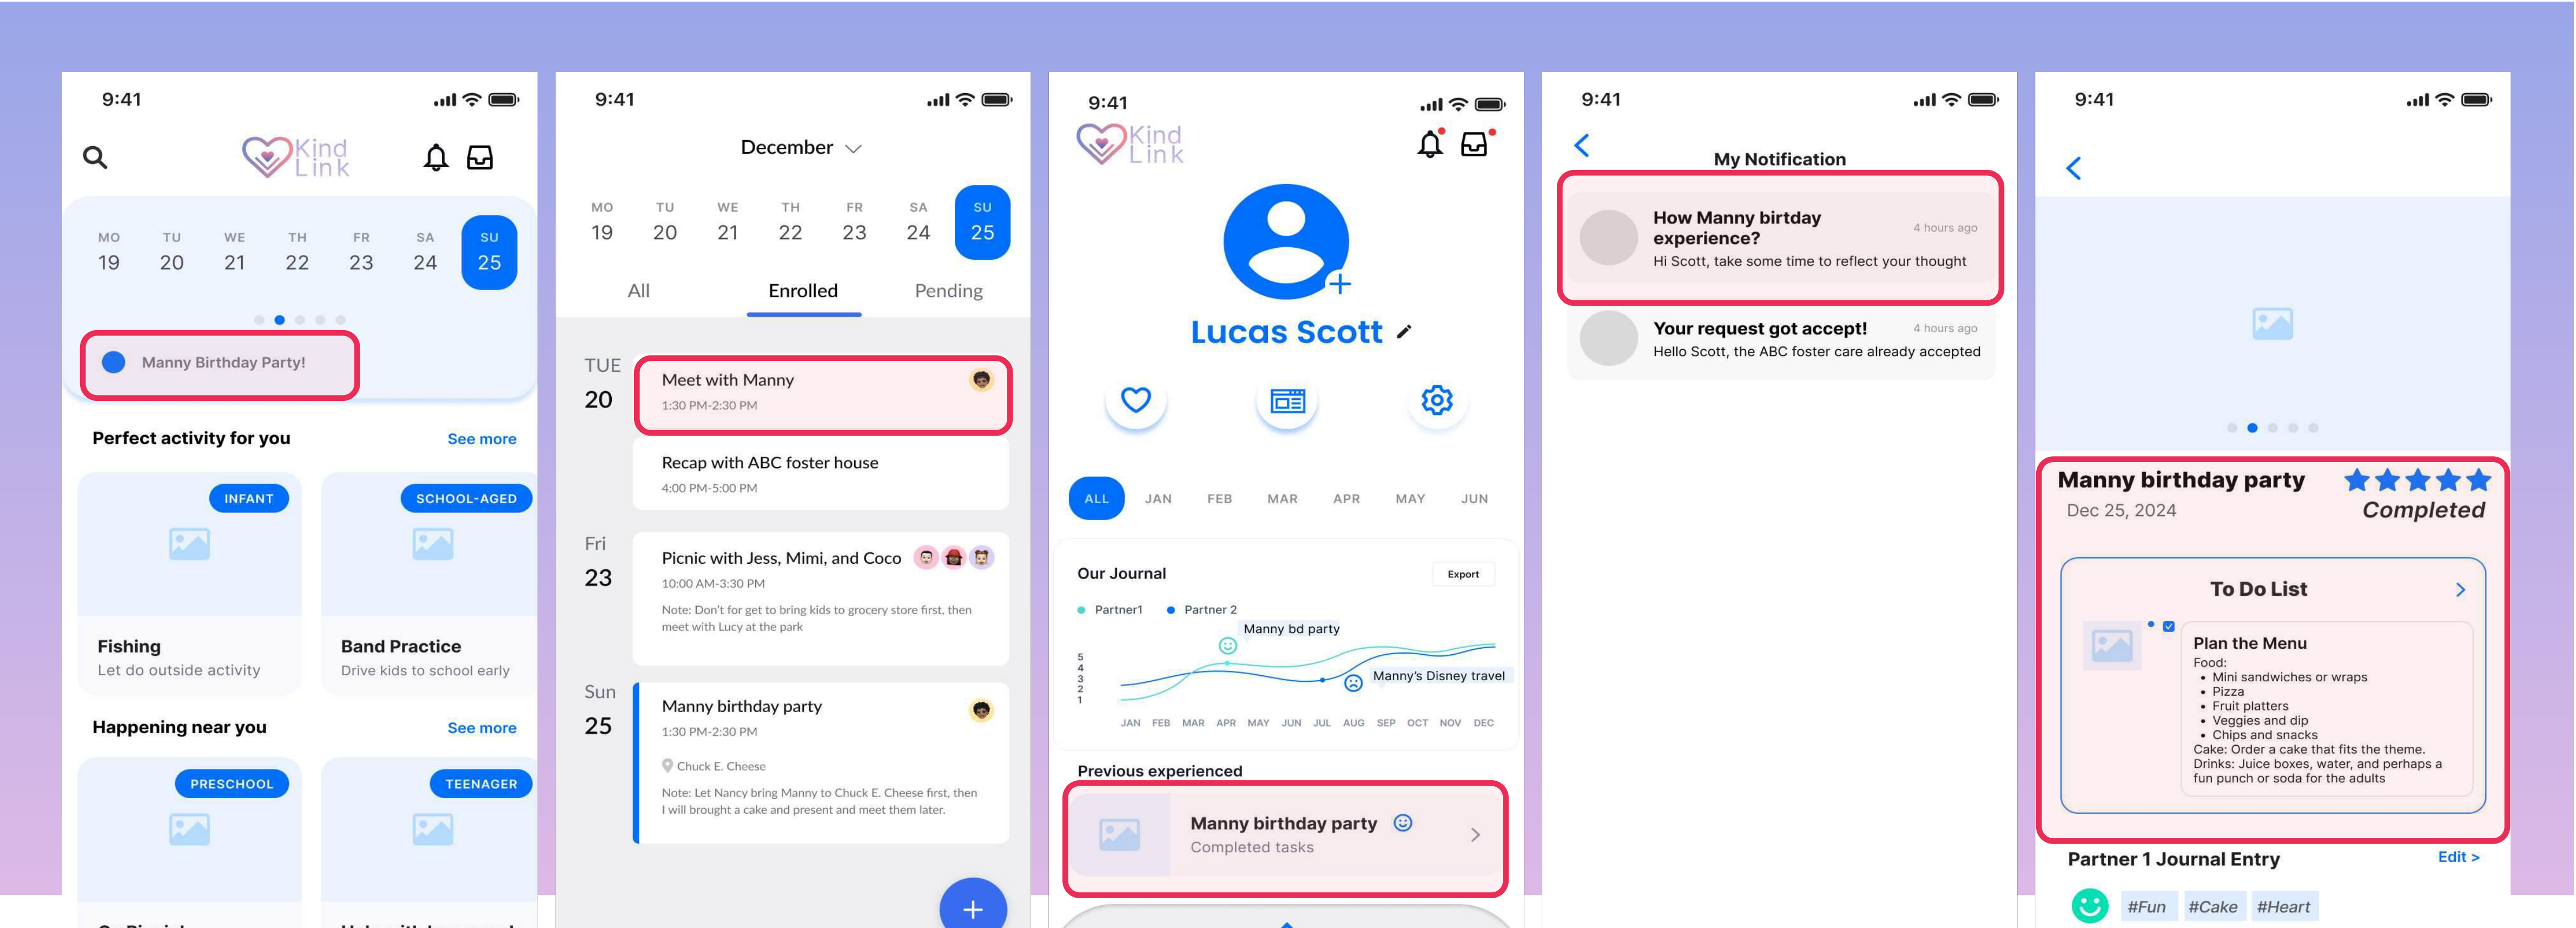 9:41
Kind
Link
MO TU WE TH FR SA SU
19 20 21 22 23 24 25
Manny Birthday Party!
Perfect activity for you See more
INFANT SCHOOL-AGED
Fishing Band Practice
Let do outside activity Drive kids to school early
Happening near you See more
PRESCHOOL TEENAGER
9:41
December
MO TU WE TH FR SA SU
19 20 21 22 23 24 25
All Enrolled Pending
TUE
20
Meet with Manny
1:30 PM-2:30 PM
Recap with ABC foster house
4:00 PM-5:00 PM
Fri
23
Picnic with Jess, Mimi, and Coco
10:00 AM-3:30 PM
Note: Don't for get to bring kids to grocery store first, then
meet with Lucy at the park
Sun
25
Manny birthday party
1:30 PM-2:30 PM
Chuck E. Cheese
Note: Let Nancy bring Manny to Chuck E. Cheese first, then
I will brought a cake and present and meet them later.
+
9:41
Kind
Link
Lucas Scott
ALL JAN FEB MAR APR MAY JUN
Our Journal Export
Partner1 Partner 2
Manny bd party
Manny's Disney travel
5
4
3
2
1
JAN FEB MAR APR MAY JUN JUL AUG SEP OCT NOV DEC
Previous experienced
Manny birthday party
Completed tasks
9:41
My Notification
How Manny birtday
experience?
4 hours ago
Hi Scott, take some time to reflect your thought
Your request got accept! 4 hours ago
Hello Scott, the ABC foster care already accepted
9:41
Manny birthday party
Dec 25, 2024 Completed
To Do List
Plan the Menu
Food:
• Mini sandwiches or wraps
• Pizza
• Fruit platters
• Veggies and dip
• Chips and snacks
Cake: Order a cake that fits the theme.
Drinks: Juice boxes, water, and perhaps a
fun punch or soda for the adults
Partner 1 Journal Entry Edit >
#Fun #Cake #Heart